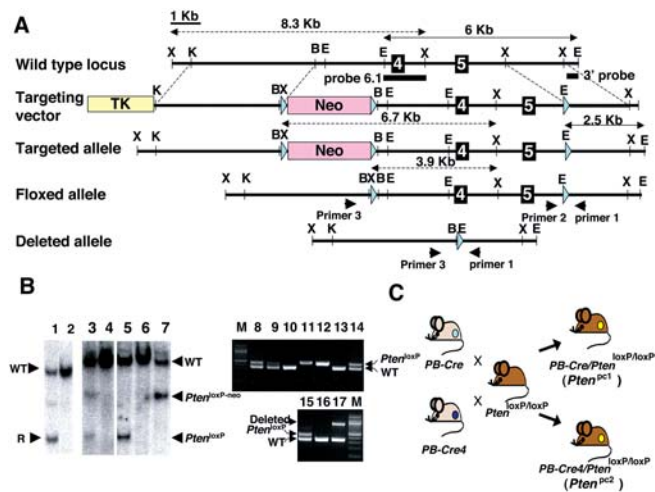 A
1 Kb
8.3 Kb
6 Kb
X K B E E 4 X 5 X X E
Wild type locus
probe 6.1
3' probe
Targeting vector
TK
K BX Neo B E E 4 X 5 E X
6.7 Kb
2.5 Kb
Targeted allele
X K BX Neo B E E 4 X 5 E X E
3.9 Kb
Floxed allele
X K BX BE E 4 X 5 E X E
Primer 3
Primer 2
primer 1
Deleted allele
X K B E X E
Primer 3
primer 1
B
1 2 3 4 5 6 7
WT
WT
Pten loxP-neo
R
Pten loxP
M 8 9 10 11 12 13 14
Pten loxP
WT
15 16 17 M
Deleted
Pten loxP
WT
C
PB-Cre
X
PB-Cre4
X
Pten loxP/loxP
PB-Cre/Pten loxP/loxP
(Pten pc1)
PB-Cre4/Pten loxP/loxP
(Pten pc2)